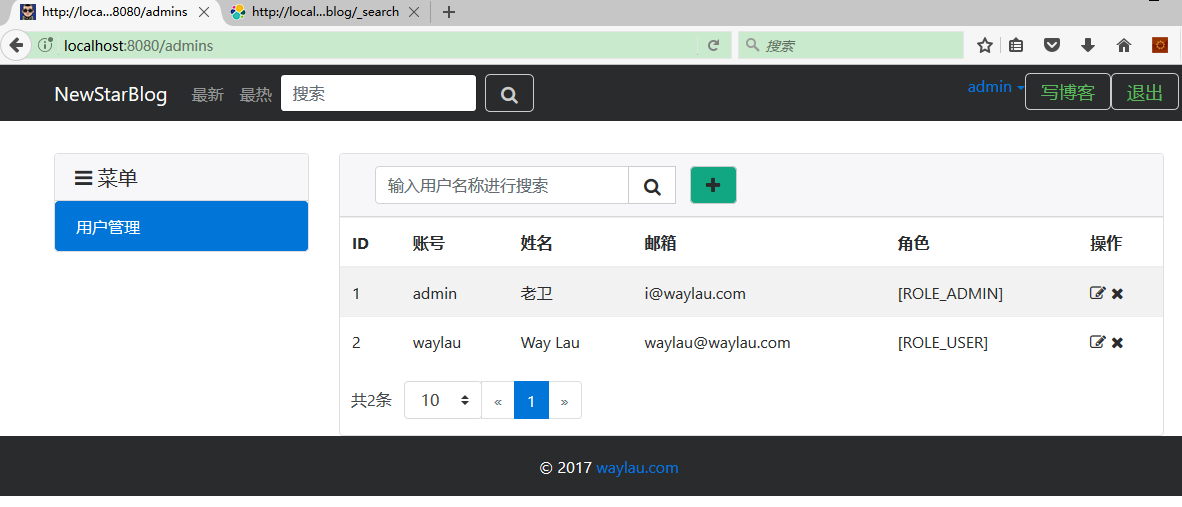 http://loca...8080/admins http://local...blog/_search
localhost:8080/admins 搜索
NewStarBlog 最新 最热 搜索 admin 写博客 退出
菜单 输入用户名称进行搜索
用户管理
ID 账号 姓名 邮箱 角色 操作
1 admin 老卫 i@waylau.com [ROLE_ADMIN]
2 waylau Way Lau waylau@waylau.com [ROLE_USER]
共2条 10 « 1 »
© 2017 waylau.com